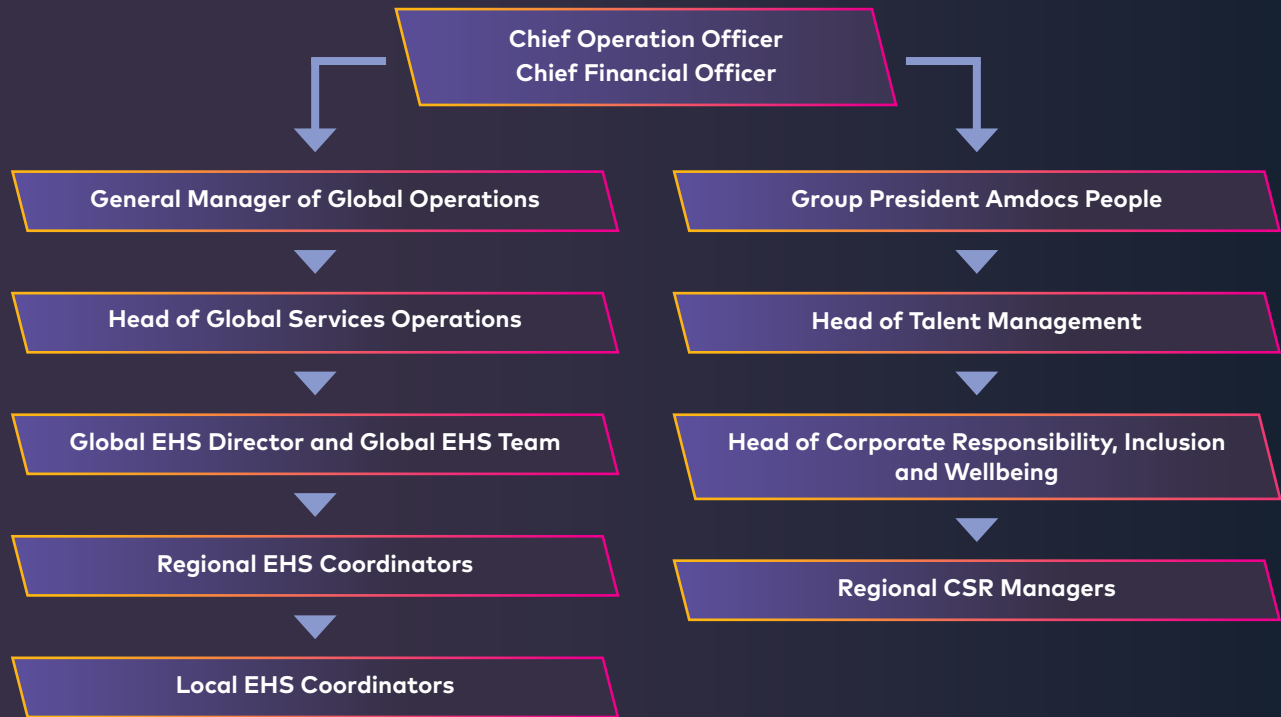 Chief Operation Officer
Chief Financial Officer
General Manager of Global Operations
Head of Global Services Operations
Global EHS Director and Global EHS Team
Regional EHS Coordinators
Local EHS Coordinators
Group President Amdocs People
Head of Talent Management
Head of Corporate Responsibility, Inclusion
and Wellbeing
Regional CSR Managers